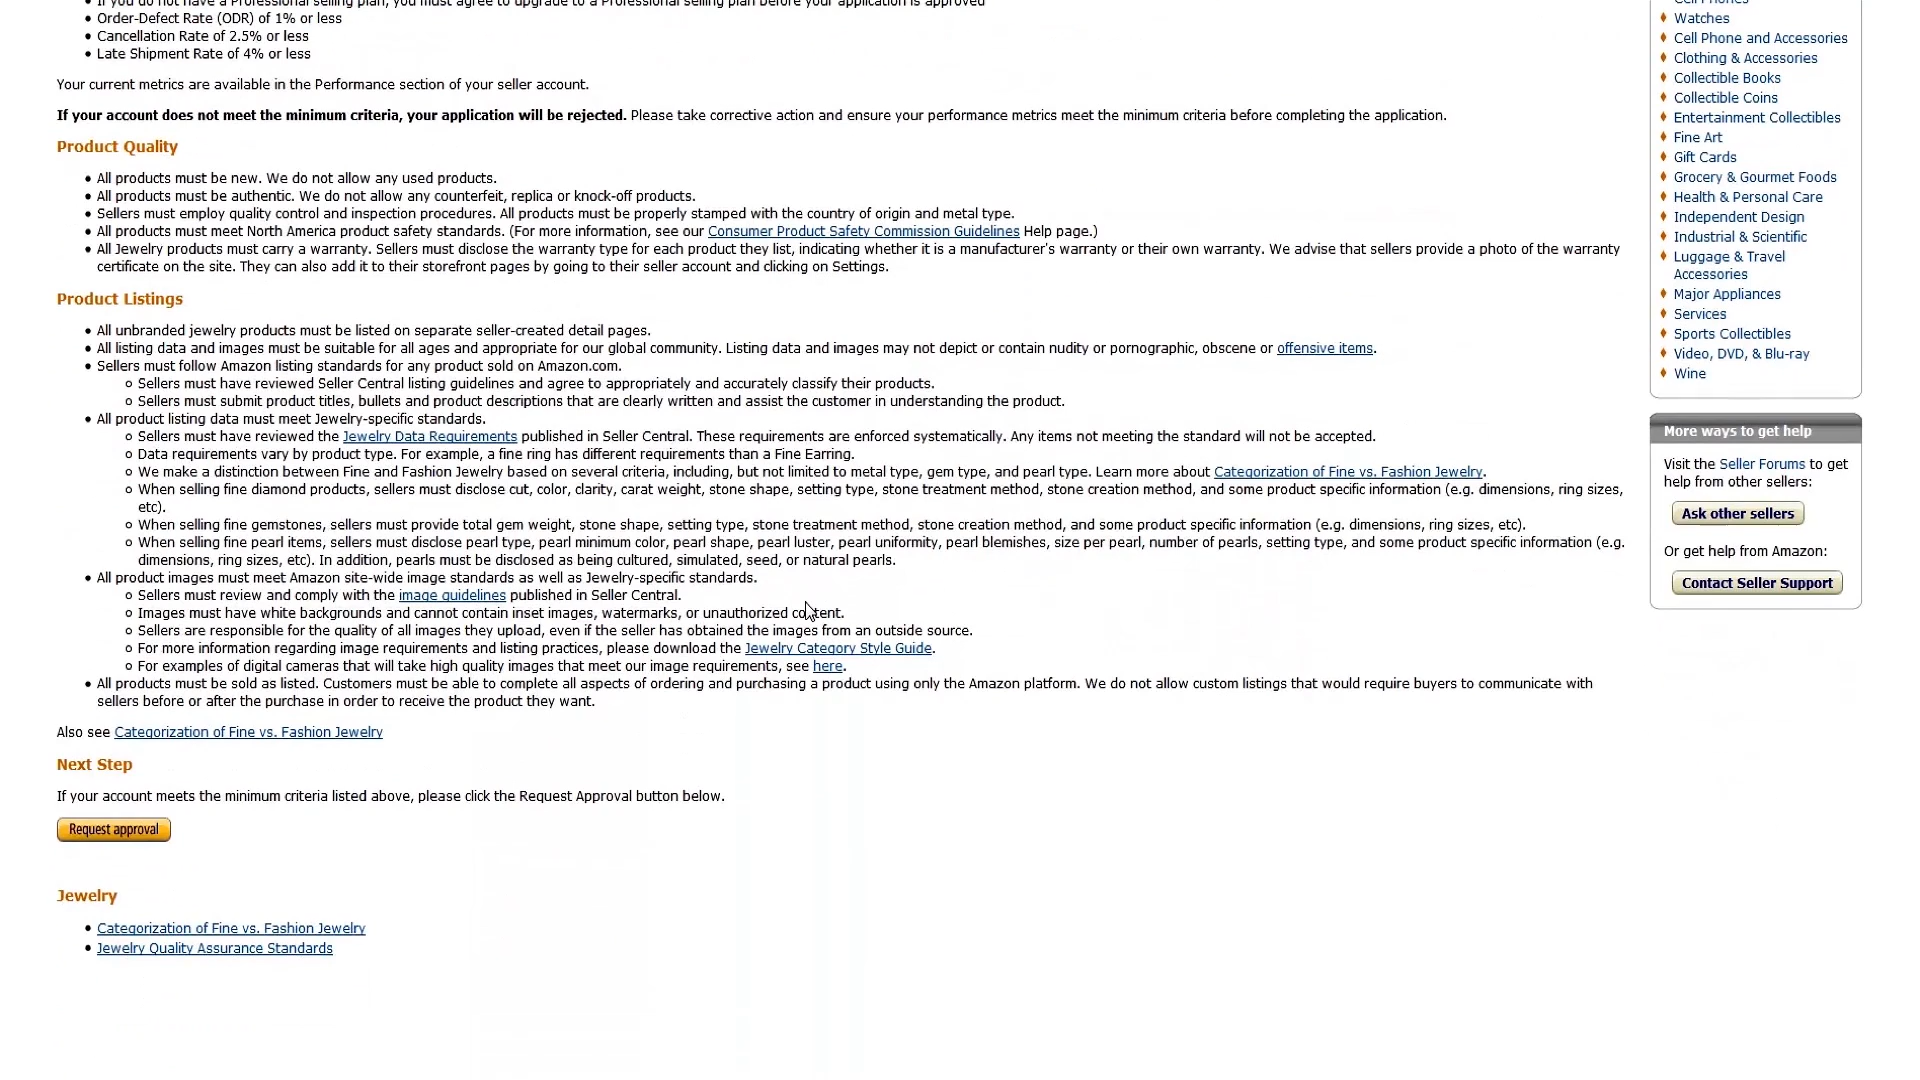 • If you do not have a Professional selling plan, you must agree to upgrade to a Professional selling plan before your application is approved
• Order-Defect Rate (ODR) of 1% or less
• Cancellation Rate of 2.5% or less
• Late Shipment Rate of 4% or less
Your current metrics are available in the Performance section of your seller account.
If your account does not meet the minimum criteria, your application will be rejected. Please take corrective action and ensure your performance metrics meet the minimum criteria before completing the application.
Product Quality
• All products must be new. We do not allow any used products.
• All products must be authentic. We do not allow any counterfeit, replica or knock-off products.
• Sellers must employ quality control and inspection procedures. All products must be properly stamped with the country of origin and metal type.
• All products must meet North America product safety standards. (For more information, see our Consumer Product Safety Commission Guidelines Help page.)
• All Jewelry products must carry a warranty. Sellers must disclose the warranty type for each product they list, indicating whether it is a manufacturer's warranty or their own warranty. We advise that sellers provide a photo of the warranty
certificate on the site. They can also add it to their storefront pages by going to their seller account and clicking on Settings.
Product Listings
• All unbranded jewelry products must be listed on separate seller-created detail pages.
• All listing data and images must be suitable for all ages and appropriate for our global community. Listing data and images may not depict or contain nudity or pornographic, obscene or offensive items.
• Sellers must follow Amazon listing standards for any product sold on Amazon.com.
o Sellers must have reviewed Seller Central listing guidelines and agree to appropriately and accurately classify their products.
o Sellers must submit product titles, bullets and product descriptions that are clearly written and assist the customer in understanding the product.
• All product listing data must meet Jewelry-specific standards.
o Sellers must have reviewed the Jewelry Data Requirements published in Seller Central. These requirements are enforced systematically. Any items not meeting the standard will not be accepted.
o Data requirements vary by product type. For example, a fine ring has different requirements than a Fine Earring.
o We make a distinction between Fine and Fashion Jewelry based on several criteria, including, but not limited to metal type, gem type, and pearl type. Learn more about Categorization of Fine vs. Fashion Jewelry.
o When selling fine diamond products, sellers must disclose cut, color, clarity, carat weight, stone shape, setting type, stone treatment method, stone creation method, and some product specific information (e.g. dimensions, ring sizes,
etc).
o When selling fine gemstones, sellers must provide total gem weight, stone shape, setting type, stone treatment method, stone creation method, and some product specific information (e.g. dimensions, ring sizes, etc).
o When selling fine pearl items, sellers must disclose pearl type, pearl minimum color, pearl shape, pearl luster, pearl uniformity, pearl blemishes, size per pearl, number of pearls, setting type, and some product specific information (e.g.
dimensions, ring sizes, etc). In addition, pearls must be disclosed as being cultured, simulated, seed, or natural pearls.
• All product images must meet Amazon site-wide image standards as well as Jewelry-specific standards.
o Sellers must review and comply with the image guidelines published in Seller Central.
o Images must have white backgrounds and cannot contain inset images, watermarks, or unauthorized content.
o Sellers are responsible for the quality of all images they upload, even if the seller has obtained the images from an outside source.
o For more information regarding image requirements and listing practices, please download the Jewelry Category Style Guide.
o For examples of digital cameras that will take high quality images that meet our image requirements, see here.
• All products must be sold as listed. Customers must be able to complete all aspects of ordering and purchasing a product using only the Amazon platform. We do not allow custom listings that would require buyers to communicate with
sellers before or after the purchase in order to receive the product they want.
Also see Categorization of Fine vs. Fashion Jewelry
Next Step
If your account meets the minimum criteria listed above, please click the Request Approval button below.
Request approval
Jewelry
• Categorization of Fine vs. Fashion Jewelry
• Jewelry Quality Assurance Standards
Cell Phones
Watches
Cell Phone and Accessories
Clothing & Accessories
Collectible Books
Collectible Coins
Entertainment Collectibles
Fine Art
Gift Cards
Grocery & Gourmet Foods
Health & Personal Care
Independent Design
Industrial & Scientific
Luggage & Travel
Accessories
Major Appliances
Services
Sports Collectibles
Video, DVD, & Blu-ray
Wine
More ways to get help
Visit the Seller Forums to get
help from other sellers:
Ask other sellers
Or get help from Amazon:
Contact Seller Support